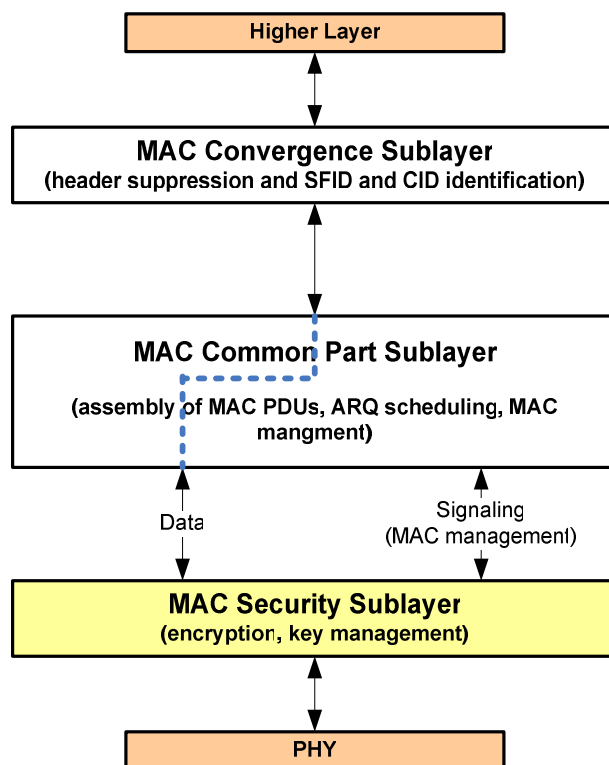 Higher Layer
MAC Convergence Sublayer
(header suppression and SFID and CID identification)
MAC Common Part Sublayer
(assembly of MAC PDUs, ARQ scheduling, MAC
mangment)
Data
Signaling
(MAC management)
MAC Security Sublayer
(encryption, key management)
PHY